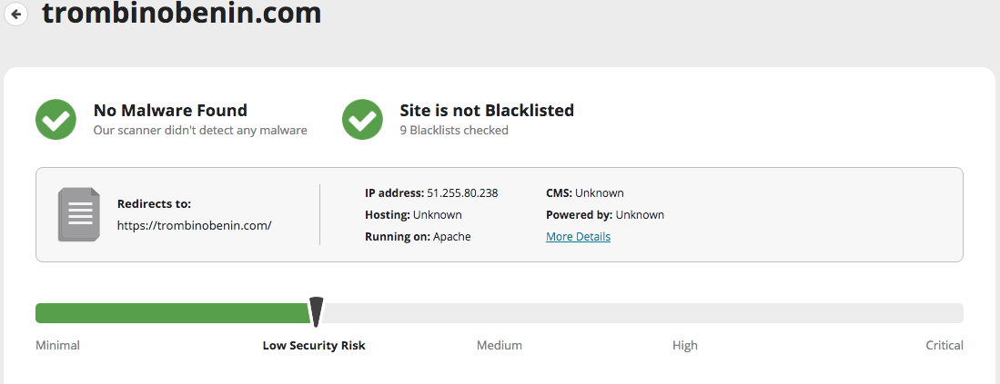 trombinobenin.com
No Malware Found
Our scanner didn't detect any malware
Site is not Blacklisted
9 Blacklists checked
Redirects to:
https://trombinobenin.com/
IP address: 51.255.80.238
Hosting: Unknown
Running on: Apache
CMS: Unknown
Powered by: Unknown
More Details
Minimal
Low Security Risk
Medium
High
Critical